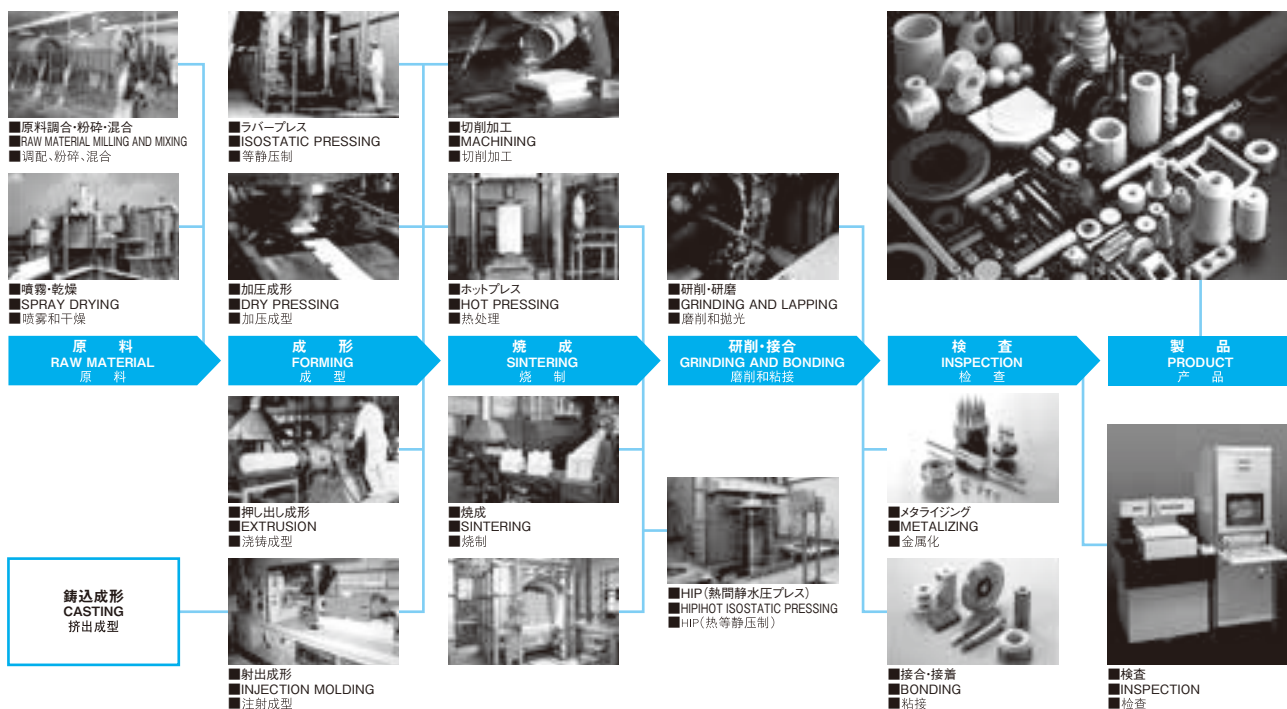 ■原料調合・粉砕・混合
■RAW MATERIAL MILLING AND MIXING
■调配、粉碎、混合
■ラバープレス
■ISOSTATIC PRESSING
■等静压制
■切削加工
■MACHINING
■切削加工
■噴霧・乾燥
■SPRAY DRYING
■喷雾和干燥
■加圧成形
■DRY PRESSING
■加压成型
■ホットプレス
■HOT PRESSING
■热处理
■研削・研磨
■GRINDING AND LAPPING
■磨削和抛光
原 料
RAW MATERIAL
原 料
成 形
FORMING
成 型
焼 成
SINTERING
烧 制
研削・接合
GRINDING AND BONDING
磨削和粘接
検 査
INSPECTION
检 查
製 品
PRODUCT
产 品
■押し出し成形
■EXTRUSION
■浇铸成型
■焼成
■SINTERING
■烧制
■メタライジング
■METALIZING
■金属化
鋳込成形
CASTING
挤出成型
■HIP（熱間静水圧プレス）
■HIPIHOT ISOSTATIC PRESSING
■HIP（热等静压制）
■射出成形
■INJECTION MOLDING
■注射成型
■接合・接着
■BONDING
■粘接
■検査
■INSPECTION
■检查